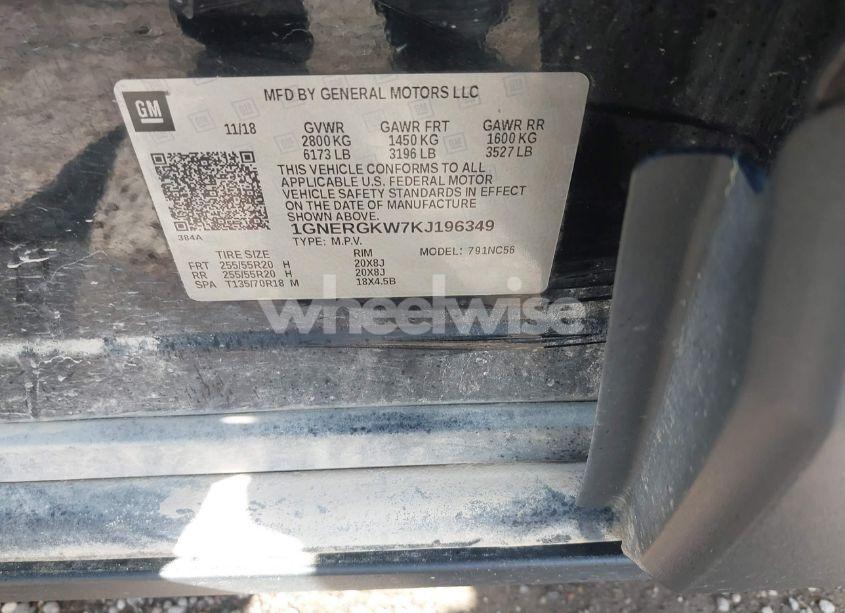 GM
MFD BY GENERAL MOTORS LLC
11/18 GVWR GAWR FRT GAWR RR
2800 KG 1450 KG 1600 KG
6173 LB 3196 LB 3527 LB
THIS VEHICLE CONFORMS TO ALL
APPLICABLE U.S. FEDERAL MOTOR
VEHICLE SAFETY STANDARDS IN EFFECT
ON THE DATE OF MANUFACTURE
SHOWN ABOVE.
384A
1GNERGKW7KJ196349
TYPE: M.P.V. MODEL: 791NC56
TIRE SIZE RIM
FRT 255/55R20 H 20X8J
RR 255/55R20 H 20X8J
SPA T135/70R18 M 18X4.5B
wheelwise